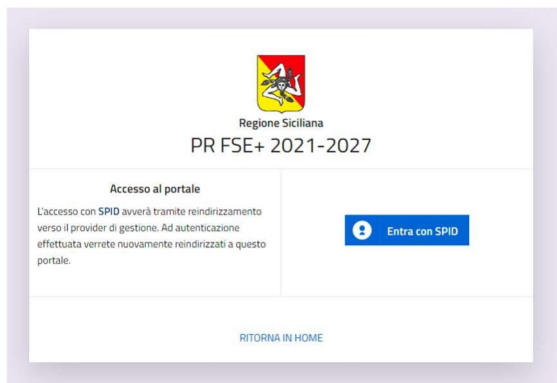 Regione Siciliana
PR FSE+ 2021-2027
Accesso al portale
L'accesso con SPID avverà tramite reindirizzamento
verso il provider di gestione. Ad autenticazione
effettuata verrete nuovamente reindirizzati a questo
portale.
Entra con SPID
RITORNA IN HOME